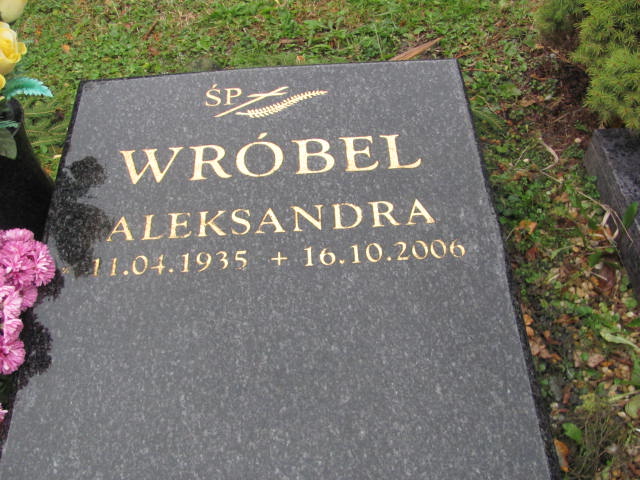 ŚP
WRÓBEL
ALEKSANDRA
* 11.04.1935 + 16.10.2006